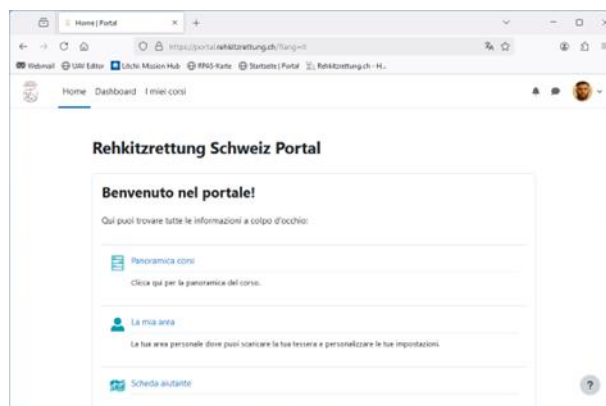 Home | Portal
https://portal.rehkitzrettung.ch/?lang=it
Webmail UAV Editor Litchi Mission Hub RPAS-Karte Startseite | Portal Rehkitzrettung.ch - H...
Home Dashboard I miei corsi
Rehkitzrettung Schweiz Portal
Benvenuto nel portale!
Qui puoi trovare tutte le informazioni a colpo d'occhio:
Panoramica corsi
Clicca qui per la panoramica del corso.
La mia area
La tua area personale dove puoi scaricare la tua tessera e personalizzare le tue impostazioni.
Scheda aiutante
?